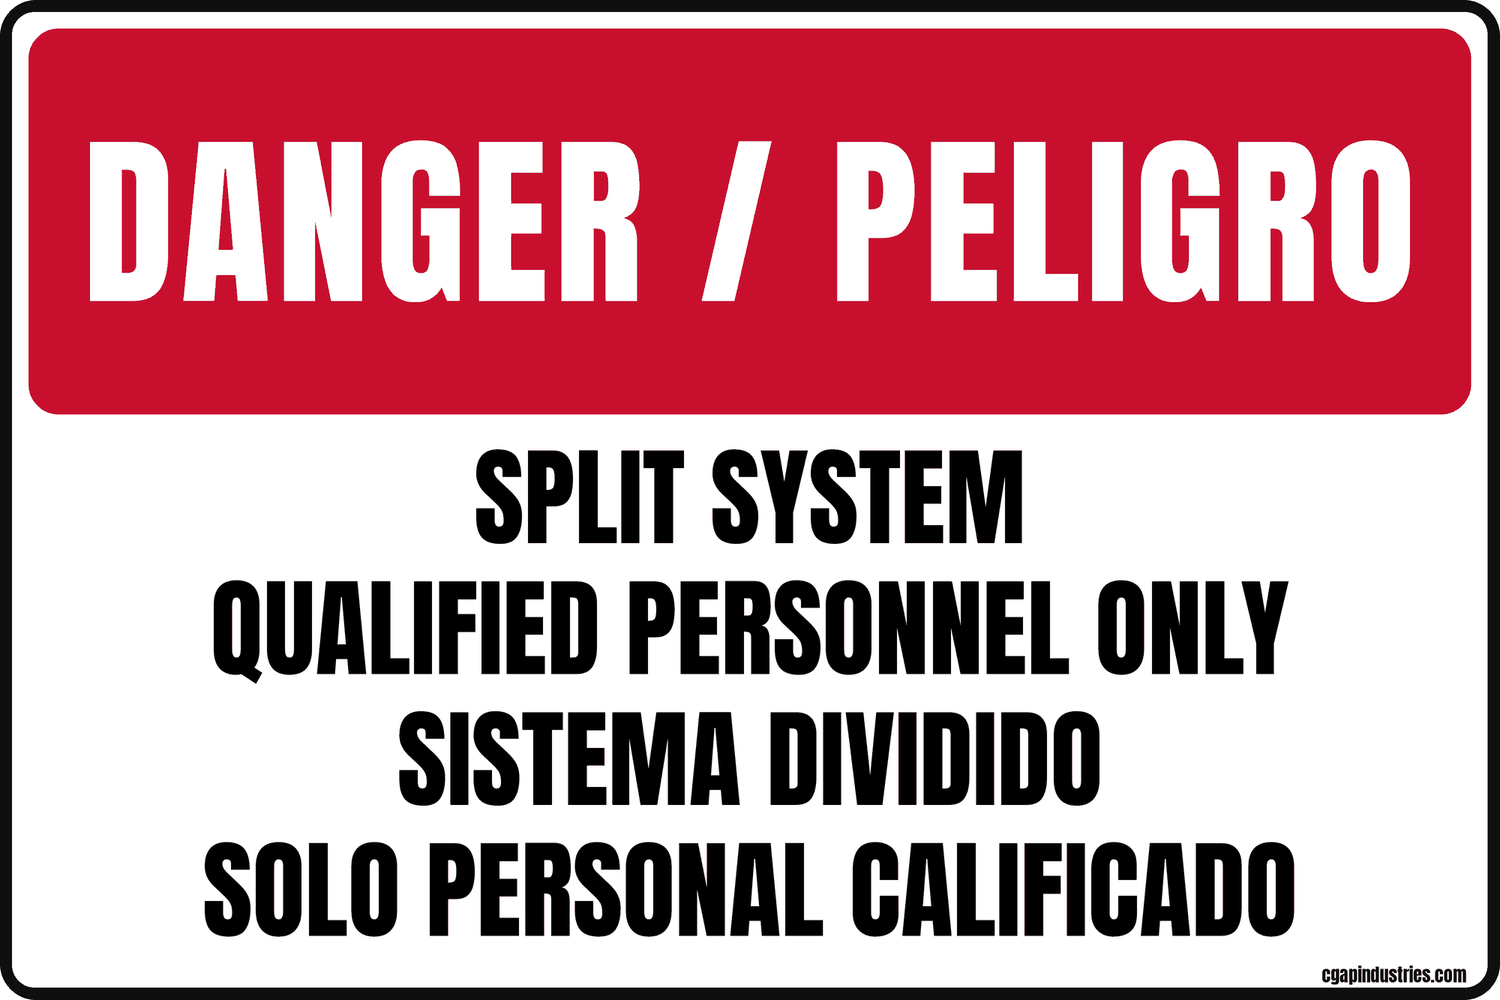 DANGER / PELIGRO
SPLIT SYSTEM
QUALIFIED PERSONNEL ONLY
SISTEMA DIVIDIDO
SOLO PERSONAL CALIFICADO
cgapindustries.com